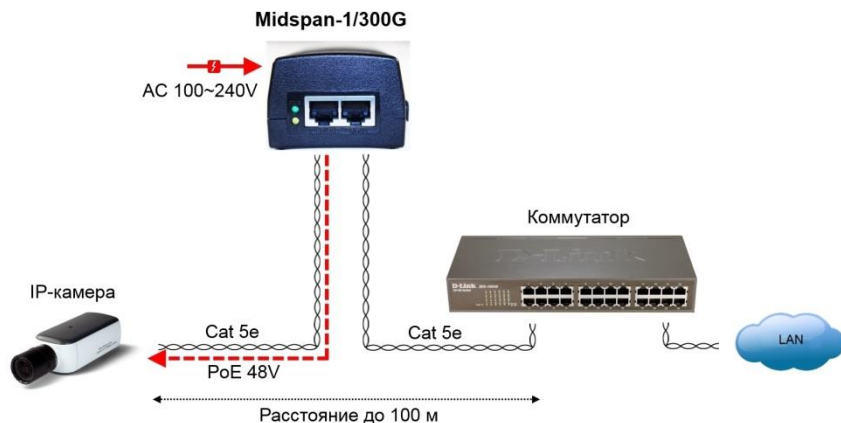 Midspan-1/300G
AC 100~240V
Коммутатор
D-Link
D-Link
IP-камера
Cat 5e
Cat 5e
LAN
PoE 48V
Расстояние до 100 м